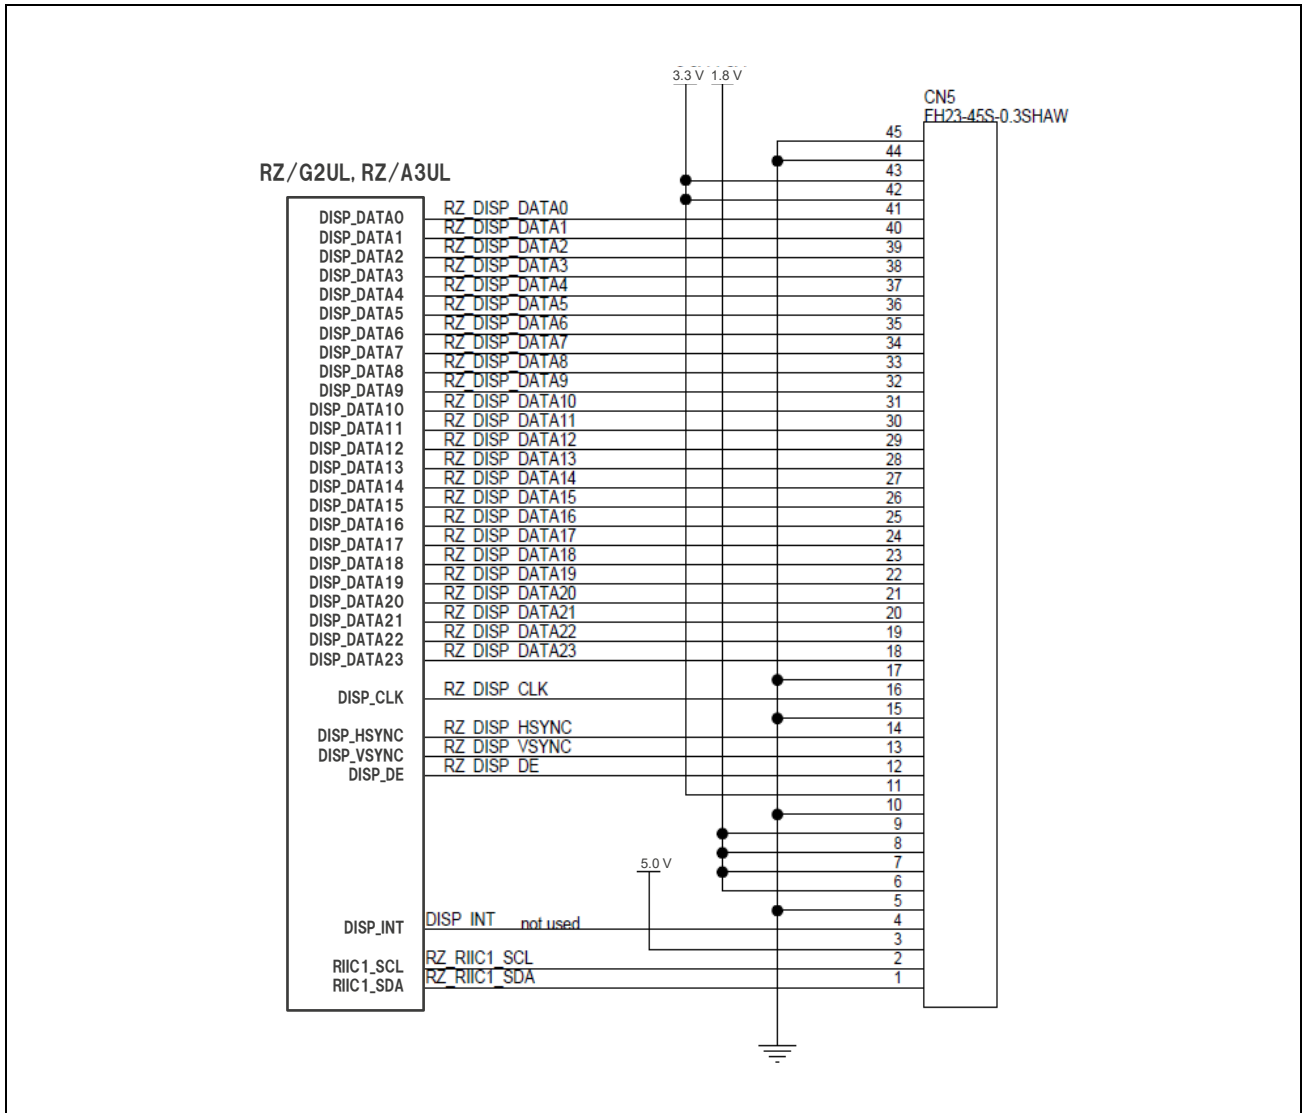 3.3 V 1.8 V
CN5
FH23-45S-0.3SHAW
45
44
RZ/G2UL, RZ/A3UL
43
42
DISP_DATA0 RZ_DISP_DATA0 41
DISP_DATA1 RZ_DISP_DATA1 40
DISP_DATA2 RZ_DISP_DATA2 39
DISP_DATA3 RZ_DISP_DATA3 38
DISP_DATA4 RZ_DISP_DATA4 37
DISP_DATA5 RZ_DISP_DATA5 36
DISP_DATA6 RZ_DISP_DATA6 35
DISP_DATA7 RZ_DISP_DATA7 34
DISP_DATA8 RZ_DISP_DATA8 33
DISP_DATA9 RZ_DISP_DATA9 32
DISP_DATA10 RZ_DISP_DATA10 31
DISP_DATA11 RZ_DISP_DATA11 30
DISP_DATA12 RZ_DISP_DATA12 29
DISP_DATA13 RZ_DISP_DATA13 28
DISP_DATA14 RZ_DISP_DATA14 27
DISP_DATA15 RZ_DISP_DATA15 26
DISP_DATA16 RZ_DISP_DATA16 25
DISP_DATA17 RZ_DISP_DATA17 24
DISP_DATA18 RZ_DISP_DATA18 23
DISP_DATA19 RZ_DISP_DATA19 22
DISP_DATA20 RZ_DISP_DATA20 21
DISP_DATA21 RZ_DISP_DATA21 20
DISP_DATA22 RZ_DISP_DATA22 19
DISP_DATA23 RZ_DISP_DATA23 18
17
DISP_CLK RZ_DISP_CLK 16
15
DISP_HSYNC RZ_DISP_HSYNC 14
DISP_VSYNC RZ_DISP_VSYNC 13
DISP_DE RZ_DISP_DE 12
11
10
9
8
5.0 V 7
6
5
DISP_INT DISP_INT not used 4
3
RIIC1_SCL RZ_RIIC1_SCL 2
RIIC1_SDA RZ_RIIC1_SDA 1